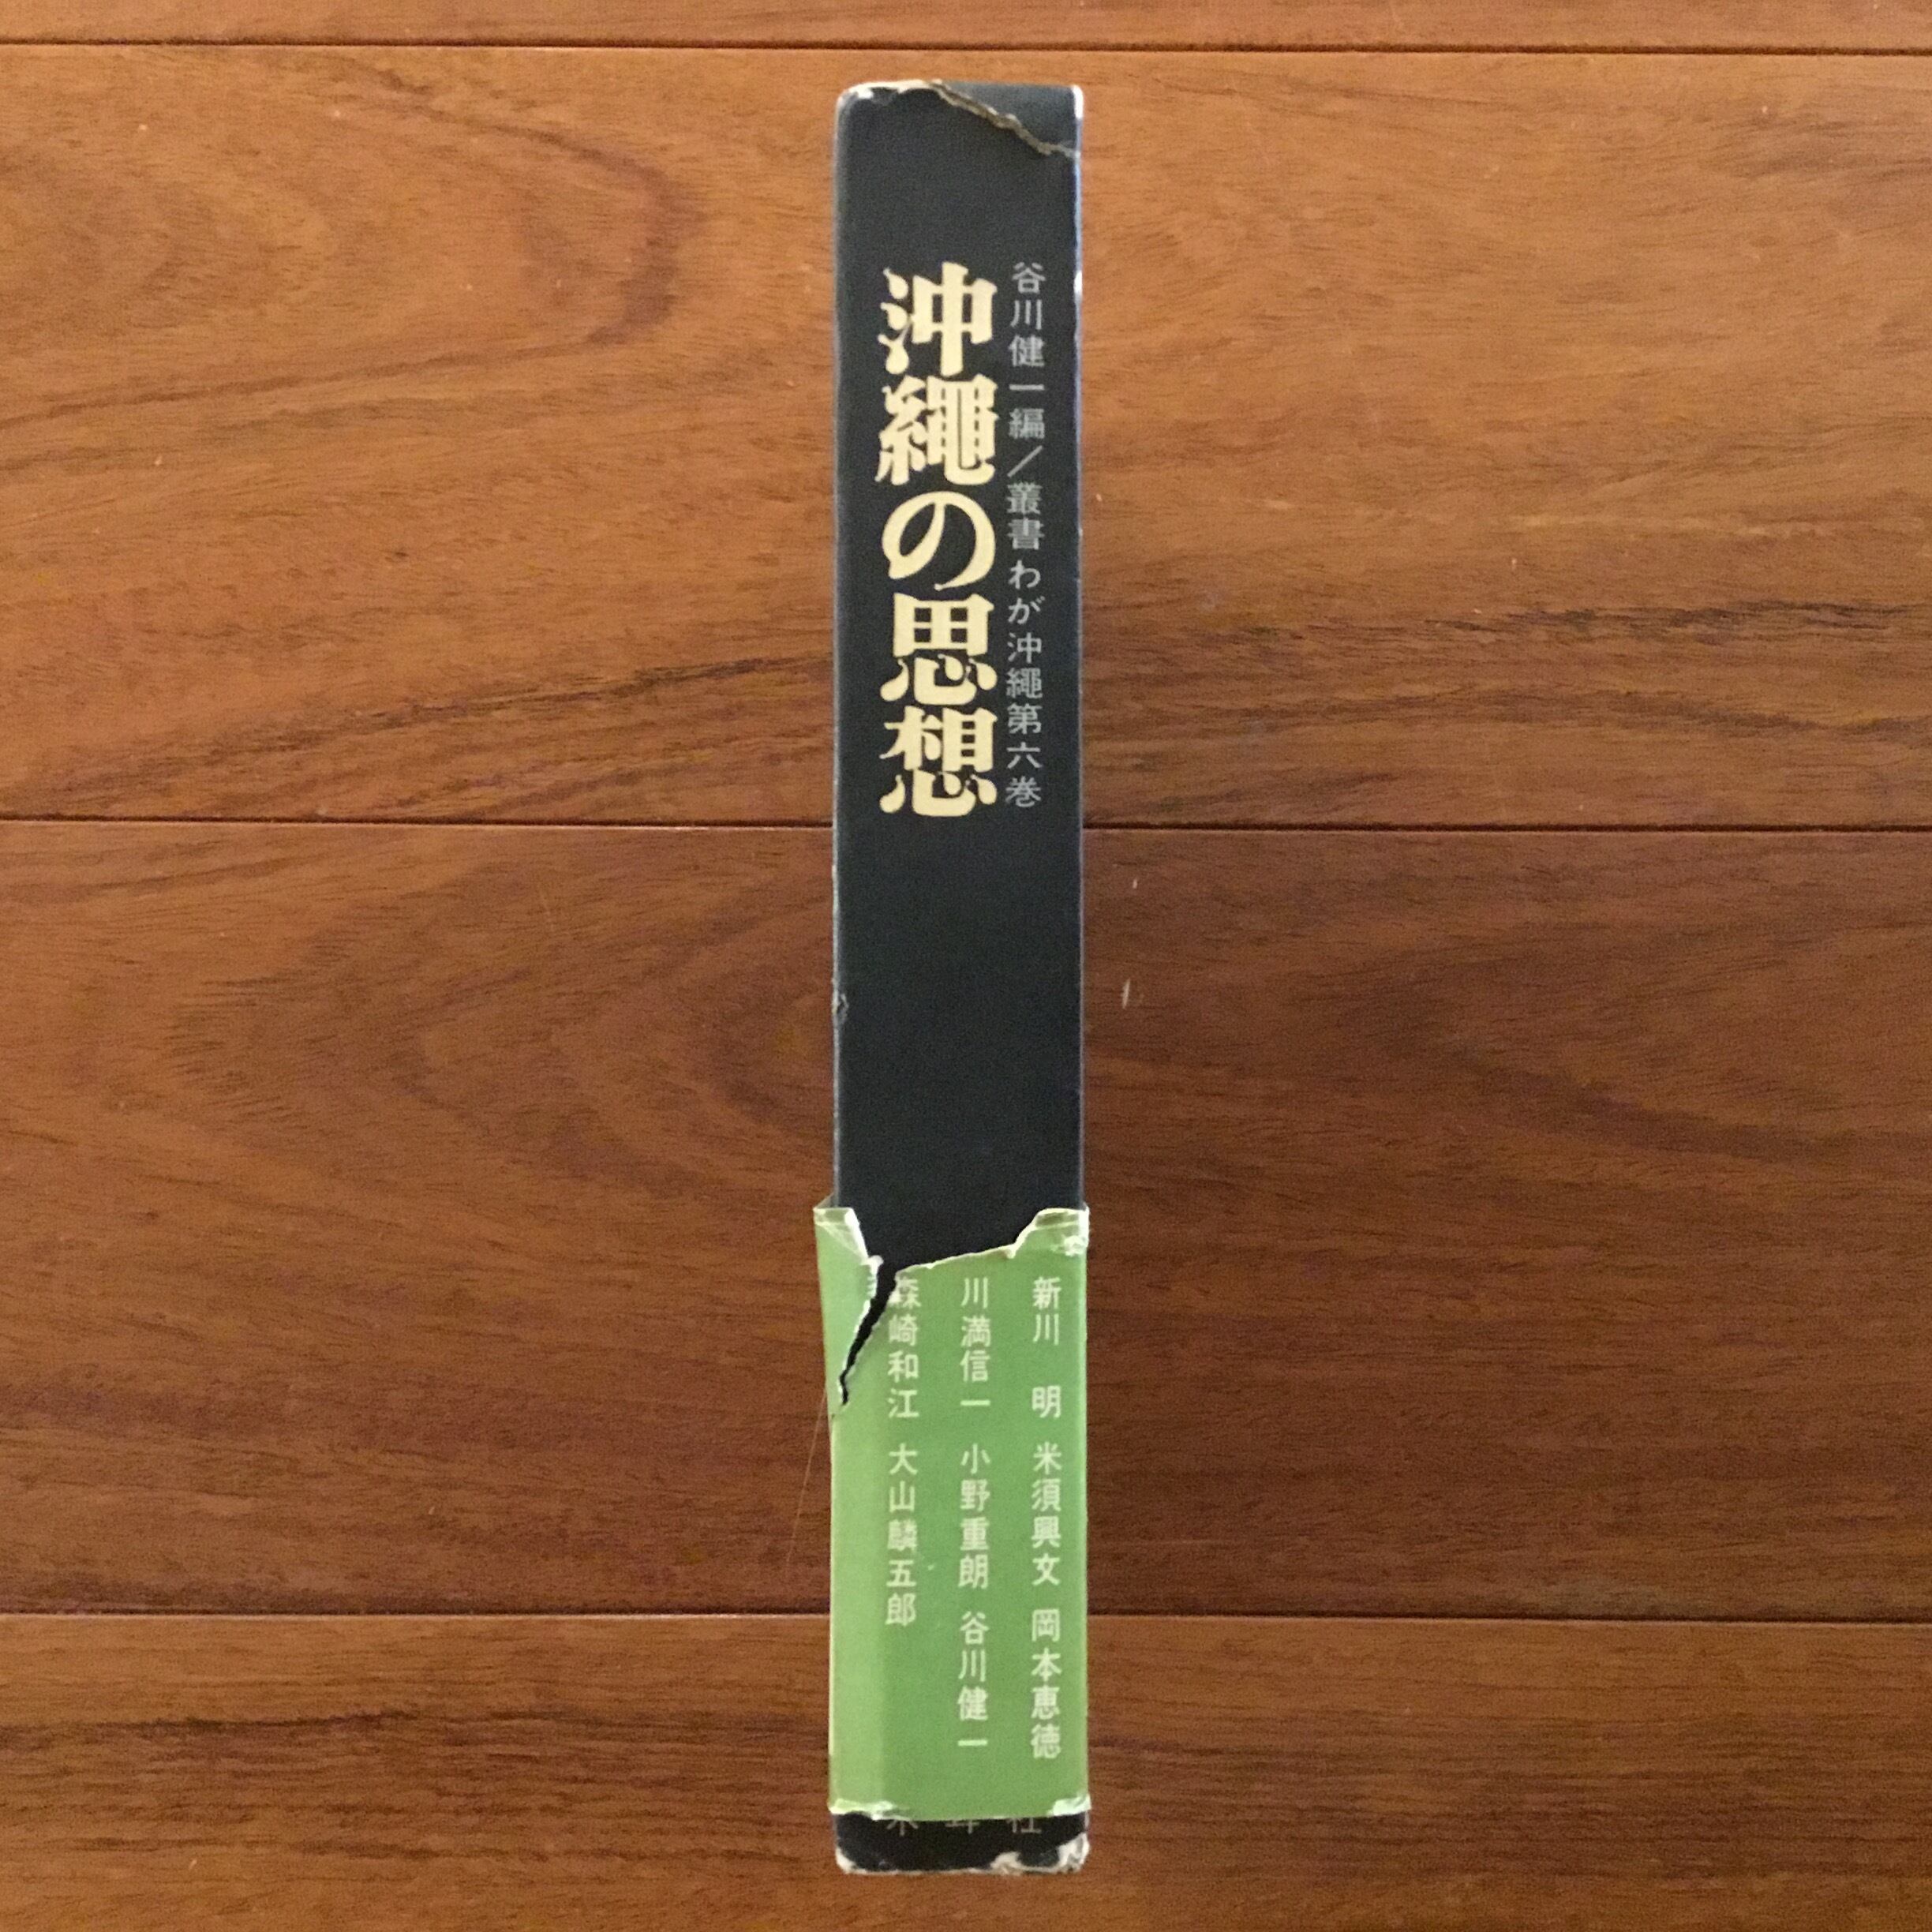 谷川健一編／叢書わが沖繩第六巻
沖繩の思想
新川　明　米須興文　岡本恵徳
川満信一　小野重朗　谷川健一
森崎和江　大山麟五郎